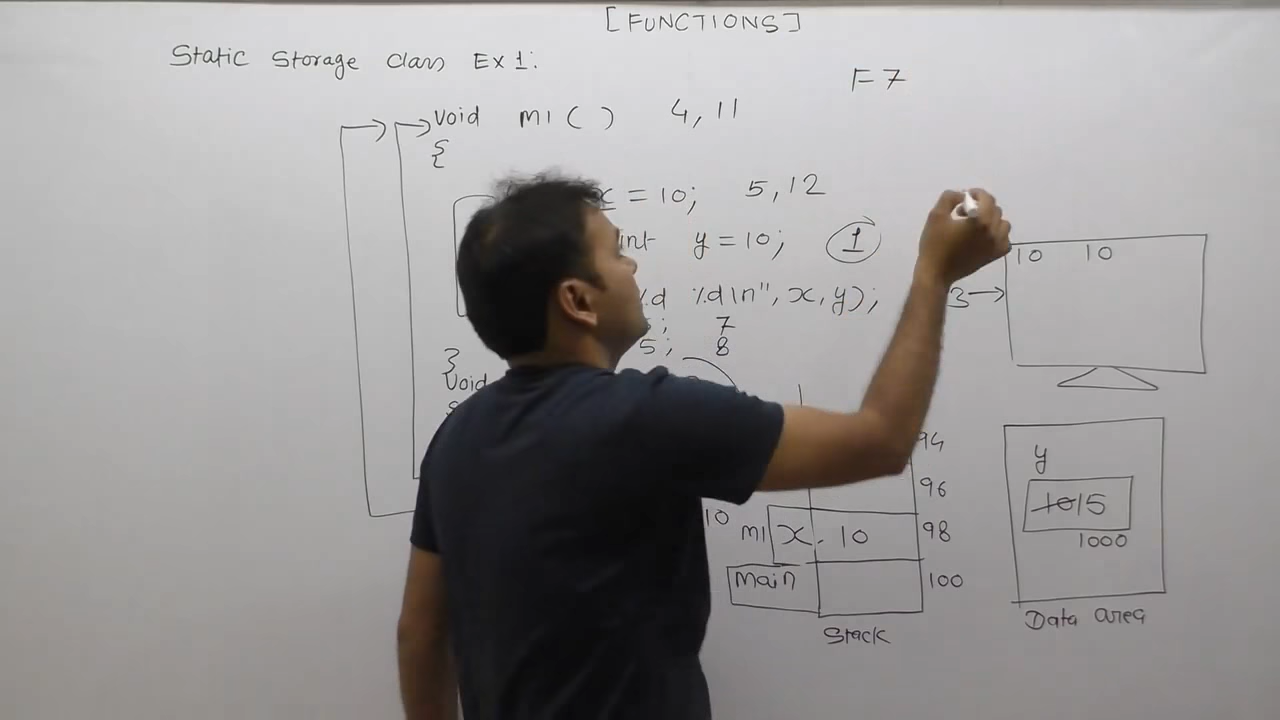 [FUNCTIONS]
Static Storage Class Ex 1:
F 7
void m1 ( ) 4, 11
{
x = 10; 5, 12
int y = 10; 1
%d %d\n", x, y); 3
; 7
5; 8
}
void
10 10
94
96
10 m1 x 10 98
main 100
Stack
y
10 15
1000
Data area